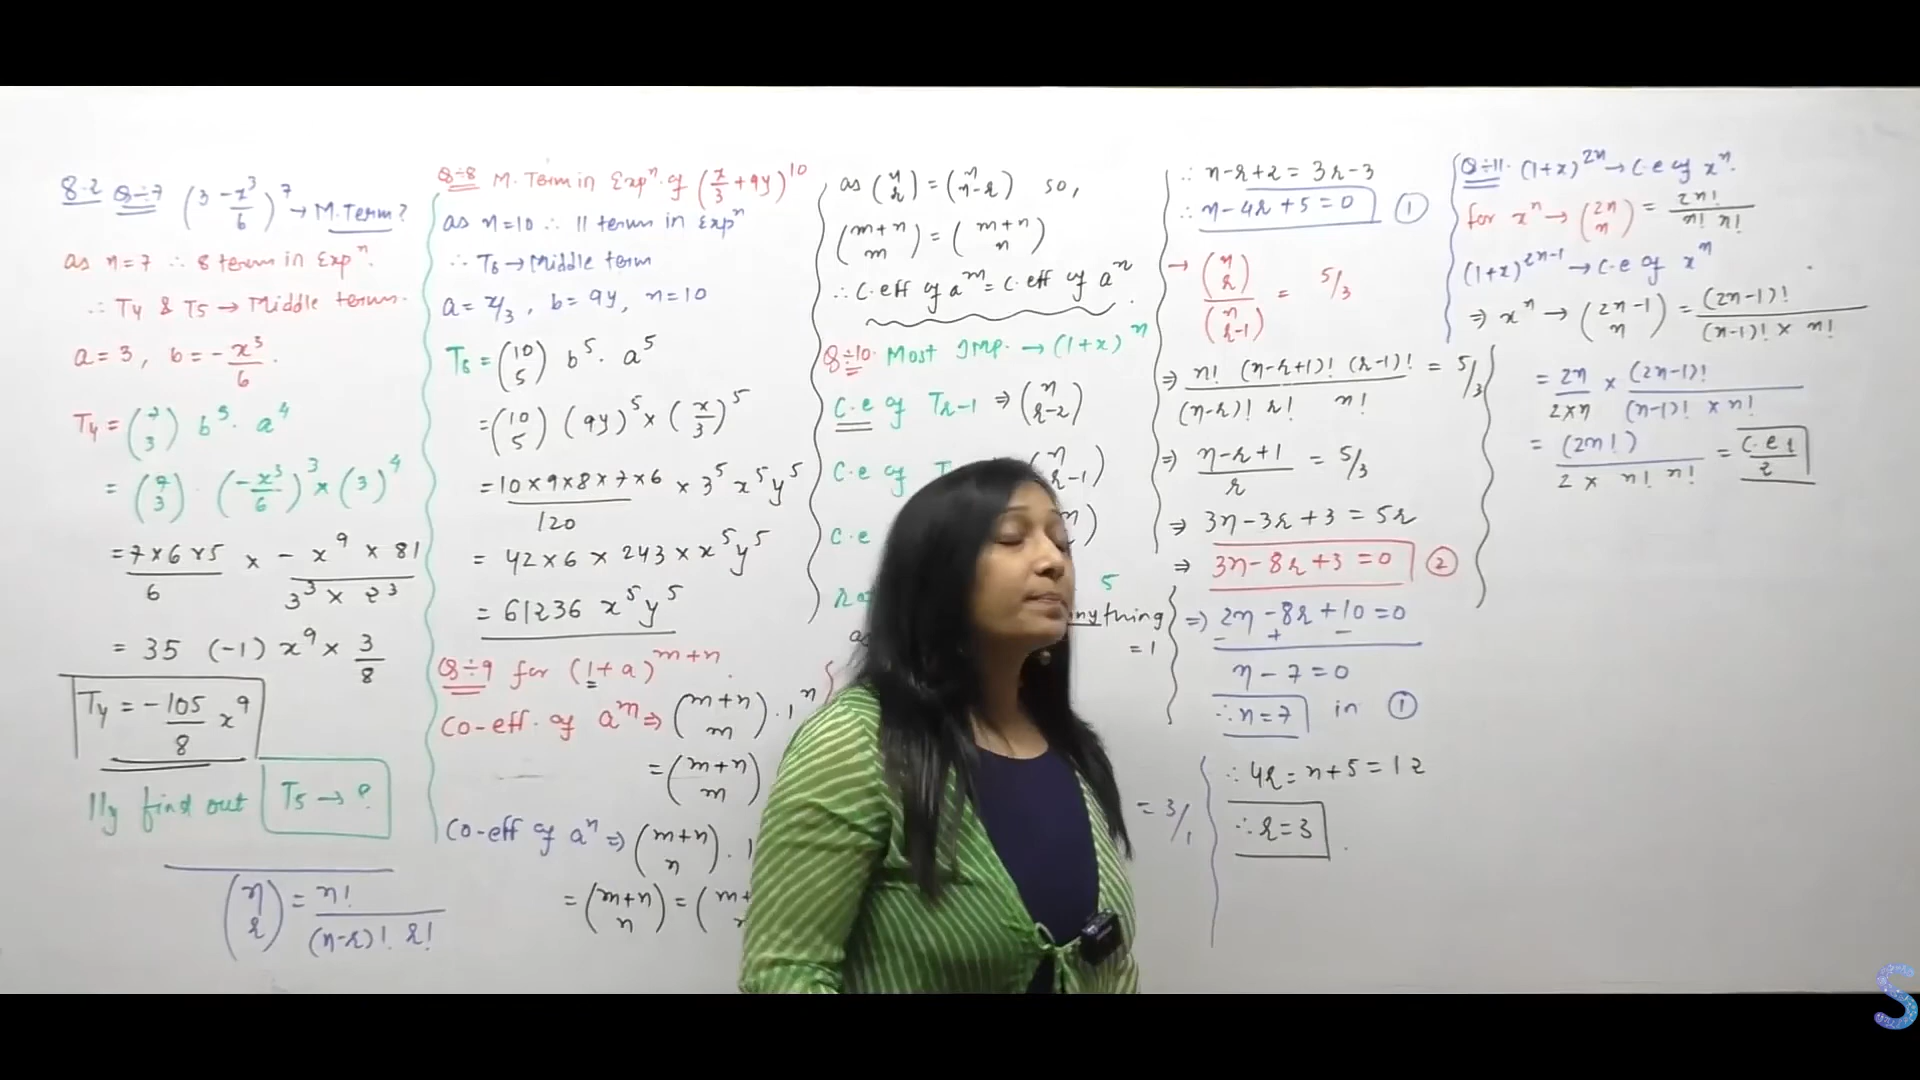 8.2 Q÷7 (3 - x³/6)⁷ → M.Term?
as n=7 ∴ 8 term in Expⁿ.
∴ T4 & T5 → Middle terms.
a = 3, b = - x³/6.
T4 = (7 3) b³. a⁴
= (7 3) . (-x³/6)³ × (3)⁴
= 7×6×5/6 × - x⁹ × 81/3³ × 2³
= 35 (-1) x⁹ × 3/8
T4 = -105/8 x⁹
lly find out T5 → ?
(n r) = n!/(n-r)! r!
Q÷8 M.Term in Expⁿ. of (x/3 + 9y)¹⁰
as n=10 ∴ 11 term in Expⁿ
∴ T6 → Middle term
a = x/3, b = 9y, n = 10
T6 = (10 5) b⁵. a⁵
= (10 5) (9y)⁵ × (x/3)⁵
= 10×9×8×7×6/120 × 3⁵ x⁵ y⁵
= 42×6 × 243 × x⁵y⁵
= 61236 x⁵y⁵
Q÷9 for (1+a)^m+n.
Co-eff. of a^m ⇒ (m+n m) . 1ⁿ
= (m+n m)
Co-eff of aⁿ ⇒ (m+n n) . 1
= (m+n n) = (m+
as (n r) = (n n-r) so,
(m+n m) = (m+n n)
∴ C.eff of a^m = C.eff of aⁿ.
Q÷10. Most Imp. → (1+x)ⁿ
C.e of Tr-1 ⇒ (n r-2)
C.e of r-1)
C.e
5
anything
= 1
= 3/1
∴ n-r+2 = 3r-3
∴ n-4r+5=0 ①
→ (n r)/(n r-1) = 5/3
⇒ n! (n-r+1)! (r-1)!/(n-r)! r! n! = 5/3
⇒ n-r+1/r = 5/3
⇒ 3n-3r+3 = 5r
⇒ 3n-8r+3=0 ②
⇒ 2n-8r+10=0
- + -
n-7=0
∴ n=7 in ①
∴ 4r = n+5 = 12
∴ r=3
Q÷11. (1+x)^2n → C.e of xⁿ.
for xⁿ → (2n n) = 2n!/n! n!
(1+x)^2n-1 → C.e of xⁿ
⇒ xⁿ → (2n-1 n) = (2n-1)!/(n-1)! × n!
= 2n/2×n × (2n-1)!/(n-1)! × n!
= (2n!)/2 × n! n! = C.e1/2